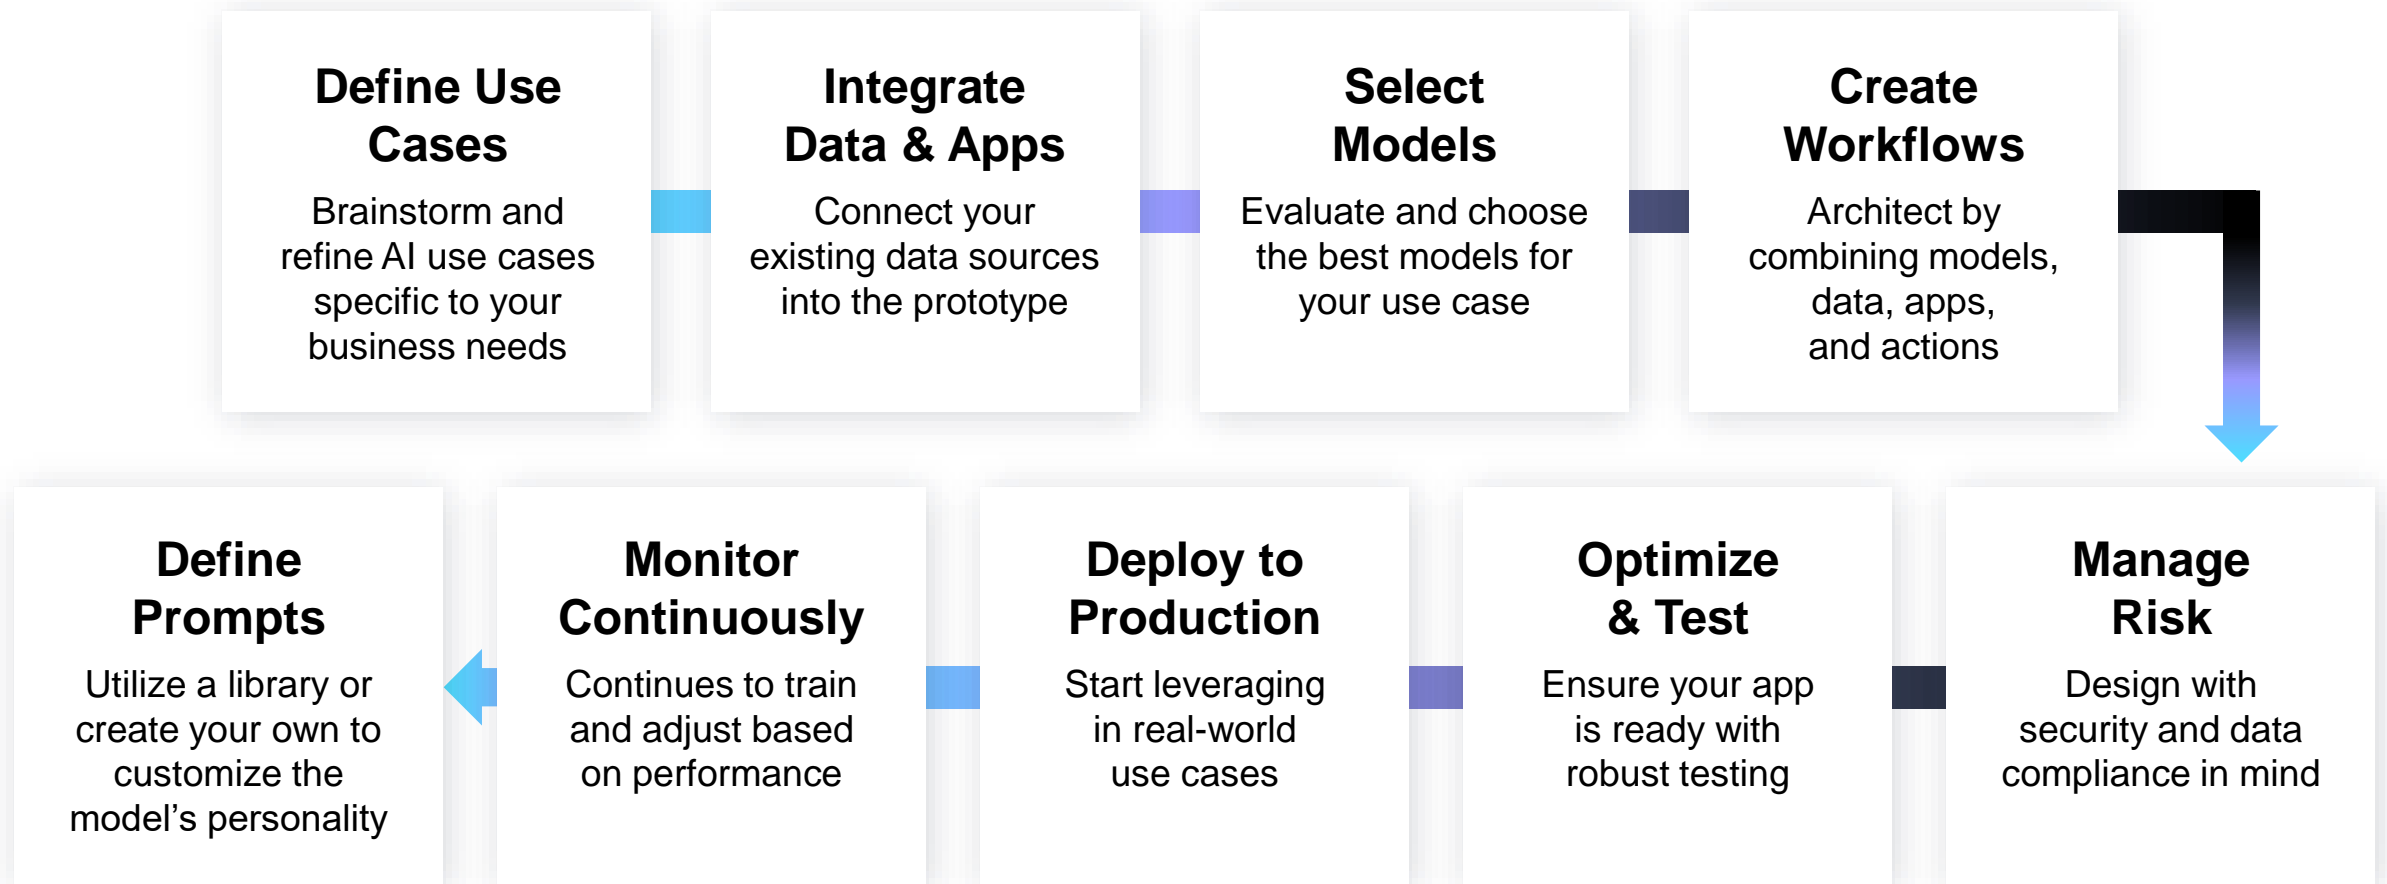 Define Use
Cases
Brainstorm and
refine AI use cases
specific to your
business needs
Integrate
Data & Apps
Connect your
existing data sources
into the prototype
Select
Models
Evaluate and choose
the best models for
your use case
Create
Workflows
Architect by
combining models,
data, apps,
and actions
Define
Prompts
Utilize a library or
create your own to
customize the
model’s personality
Monitor
Continuously
Continues to train
and adjust based
on performance
Deploy to
Production
Start leveraging
in real-world
use cases
Optimize
& Test
Ensure your app
is ready with
robust testing
Manage
Risk
Design with
security and data
compliance in mind